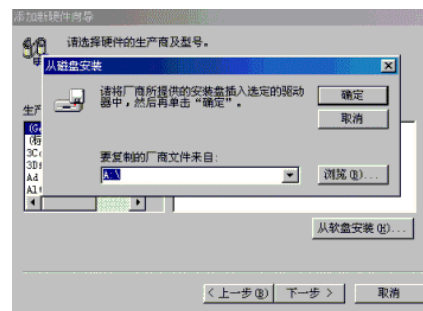 添加新硬件向导
请选择硬件的生产商及型号。
从磁盘安装
请将厂商所提供的安装盘插入选定的驱动
器中，然后再单击“确定”。
确定
取消
生产
3Co
Ad
要复制的厂商文件来自:
A:\
浏览(B)...
从软盘安装(H)...
<上一步(B)
下一步 >
取消